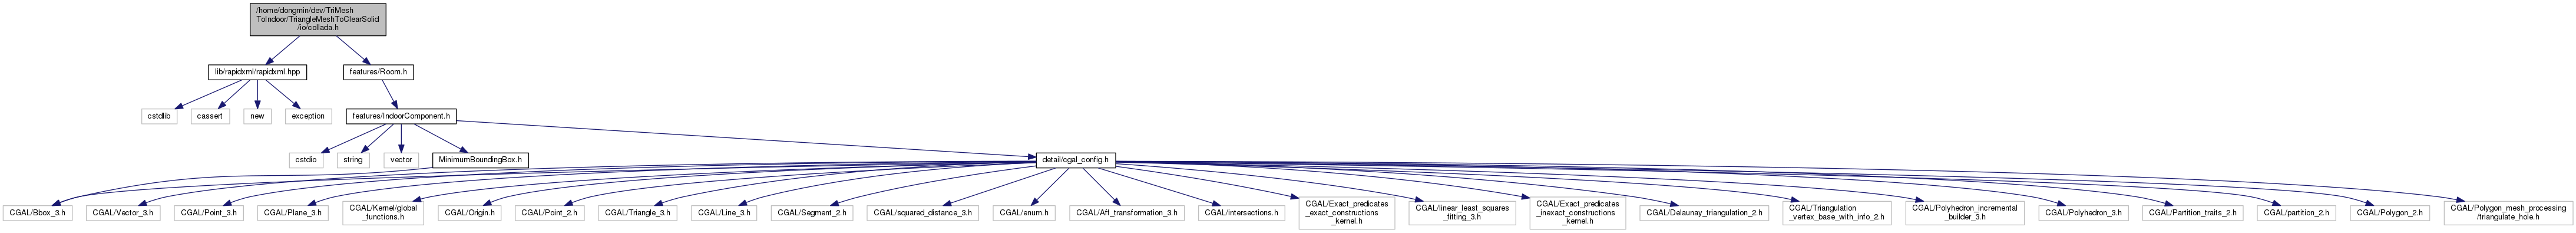 /home/dongmin/dev/TriMesh
ToIndoor/TriangleMeshToClearSolid
/io/collada.h
lib/rapidxml/rapidxml.hpp
features/Room.h
cstdlib
cassert
new
exception
features/IndoorComponent.h
cstdio
string
vector
MinimumBoundingBox.h
detail/cgal_config.h
CGAL/Bbox_3.h
CGAL/Vector_3.h
CGAL/Point_3.h
CGAL/Plane_3.h
CGAL/Kernel/global
_functions.h
CGAL/Origin.h
CGAL/Point_2.h
CGAL/Triangle_3.h
CGAL/Line_3.h
CGAL/Segment_2.h
CGAL/squared_distance_3.h
CGAL/enum.h
CGAL/Aff_transformation_3.h
CGAL/intersections.h
CGAL/Exact_predicates
_exact_constructions
_kernel.h
CGAL/linear_least_squares
_fitting_3.h
CGAL/Exact_predicates
_inexact_constructions
_kernel.h
CGAL/Delaunay_triangulation_2.h
CGAL/Triangulation
_vertex_base_with_info_2.h
CGAL/Polyhedron_incremental
_builder_3.h
CGAL/Polyhedron_3.h
CGAL/Partition_traits_2.h
CGAL/partition_2.h
CGAL/Polygon_2.h
CGAL/Polygon_mesh_processing
/triangulate_hole.h